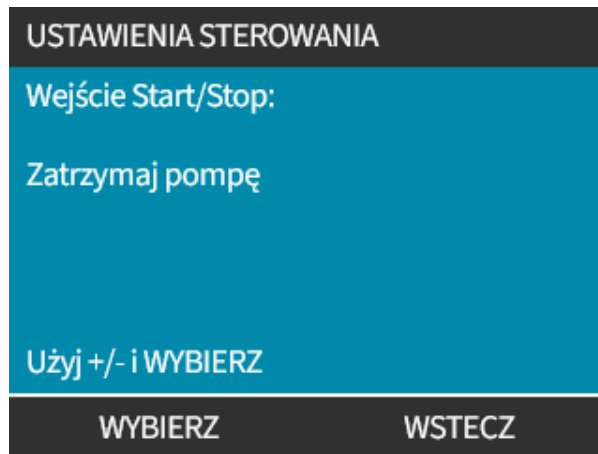 USTAWIENIA STEROWANIA
Wejście Start/Stop:
Zatrzymaj pompę
Użyj +/- i WYBIERZ
WYBIERZ WSTECZ